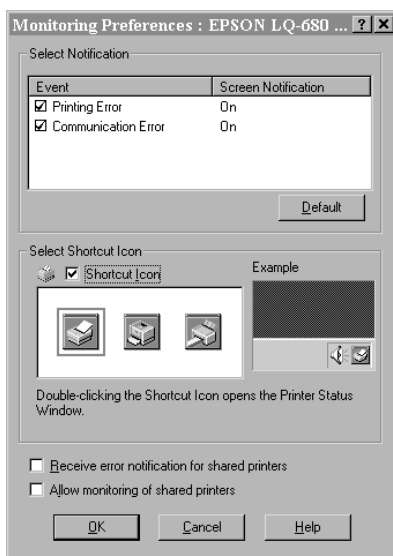 Monitoring Preferences : EPSON LQ-680 ... ? X
Select Notification
Event Screen Notification
Printing Error On
Communication Error On
Default
Select Shortcut Icon
Shortcut Icon
Example
Double-clicking the Shortcut Icon opens the Printer Status
Window.
Receive error notification for shared printers
Allow monitoring of shared printers
OK Cancel Help